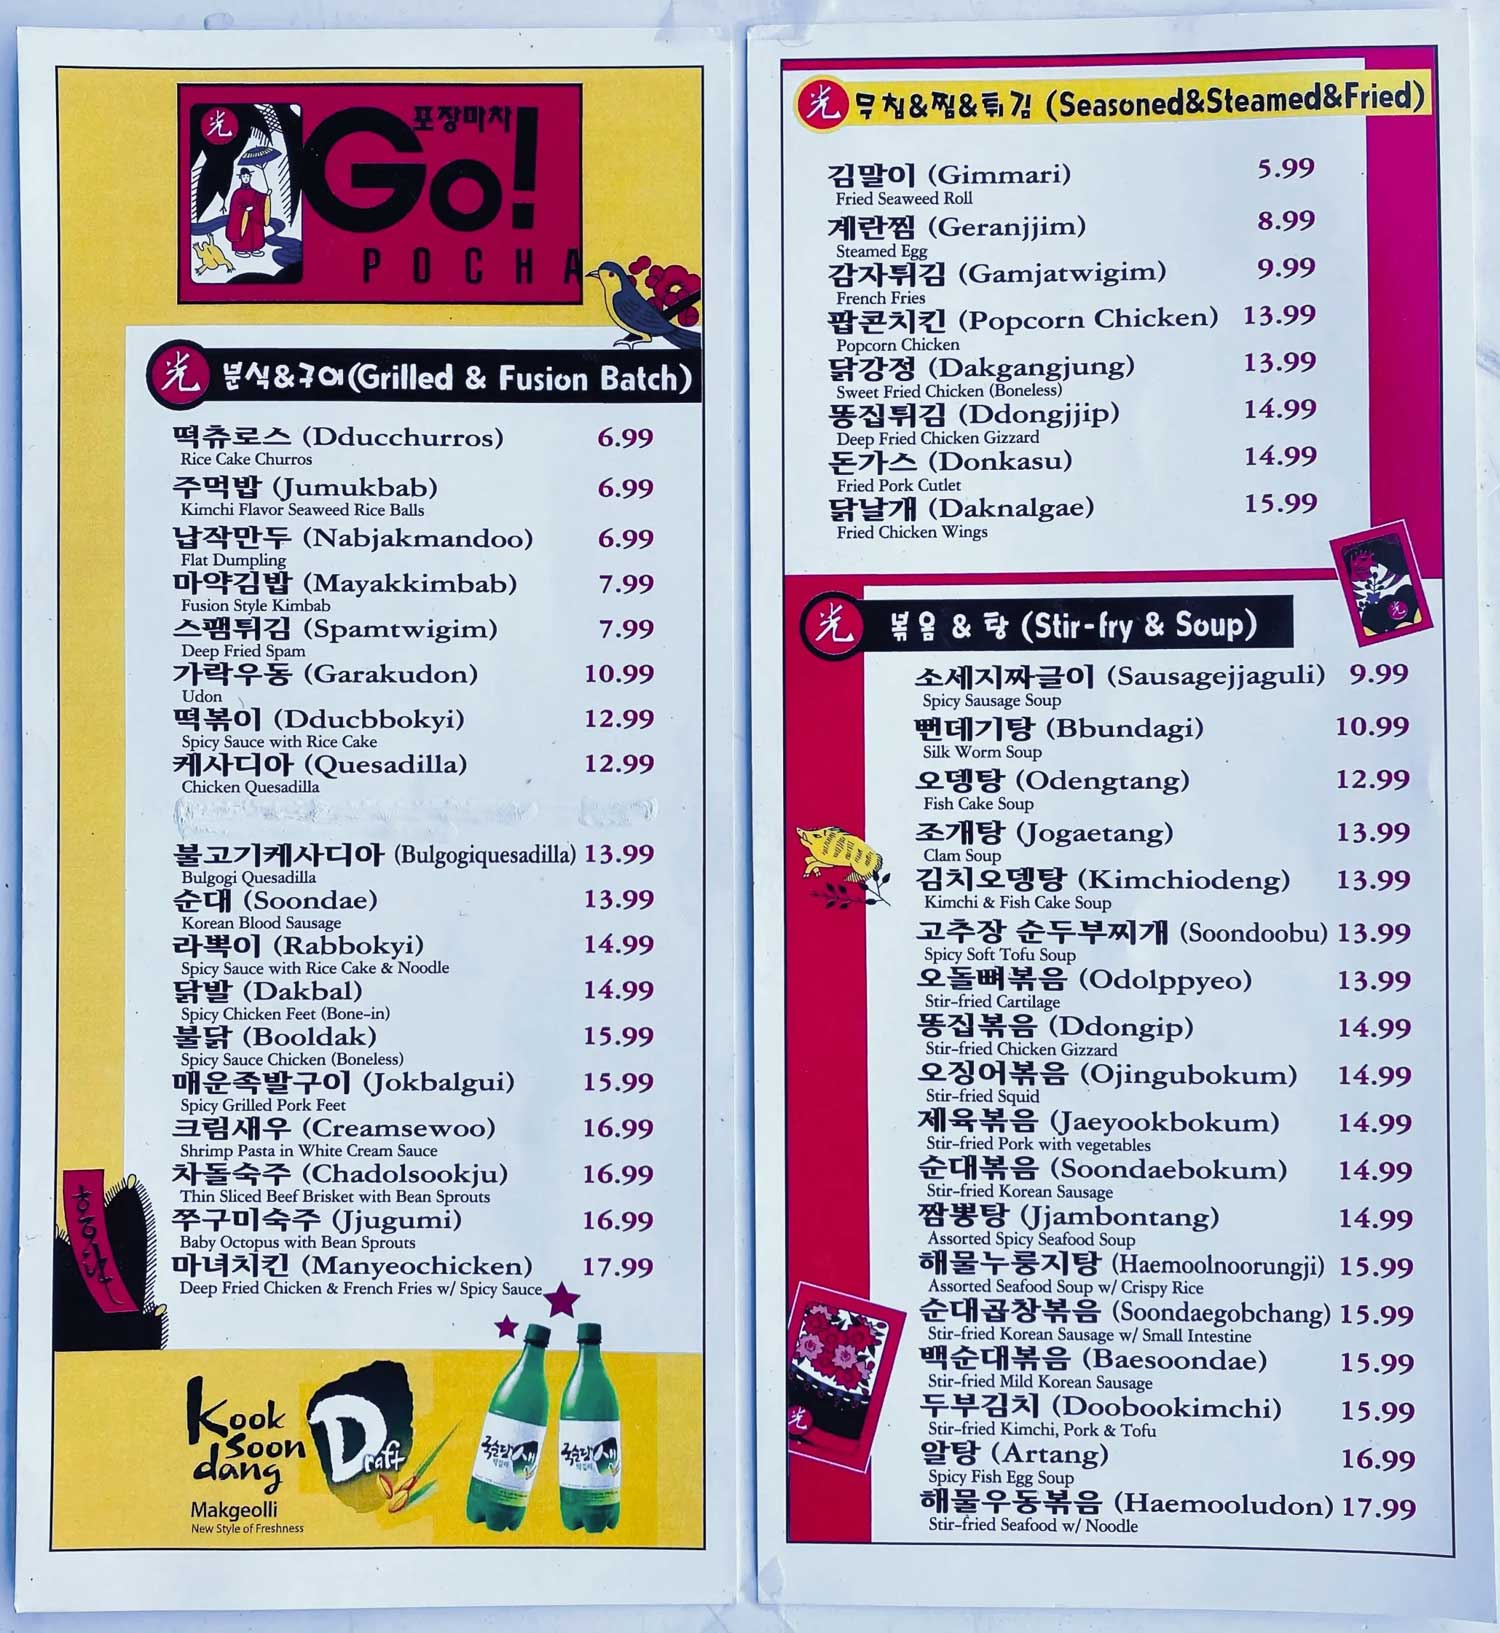 光
포장마차
Go!
POCHA
光 분식&구이(Grilled & Fusion Batch)
떡츄로스 (Dducchurros) 6.99
Rice Cake Churros
주먹밥 (Jumukbab) 6.99
Kimchi Flavor Seaweed Rice Balls
납작만두 (Nabjakmandoo) 6.99
Flat Dumpling
마약김밥 (Mayakkimbab) 7.99
Fusion Style Kimbab
스팸튀김 (Spamtwigim) 7.99
Deep Fried Spam
가락우동 (Garakudon) 10.99
Udon
떡볶이 (Dducbbokyi) 12.99
Spicy Sauce with Rice Cake
케사디아 (Quesadilla) 12.99
Chicken Quesadilla
불고기케사디아 (Bulgogiquesadilla) 13.99
Bulgogi Quesadilla
순대 (Soondae) 13.99
Korean Blood Sausage
라뽁이 (Rabbokyi) 14.99
Spicy Sauce with Rice Cake & Noodle
닭발 (Dakbal) 14.99
Spicy Chicken Feet (Bone-in)
불닭 (Booldak) 15.99
Spicy Sauce Chicken (Boneless)
매운족발구이 (Jokbalgui) 15.99
Spicy Grilled Pork Feet
크림새우 (Creamsewoo) 16.99
Shrimp Pasta in White Cream Sauce
차돌숙주 (Chadolsookju) 16.99
Thin Sliced Beef Brisket with Bean Sprouts
쭈구미숙주 (Jjugumi) 16.99
Baby Octopus with Bean Sprouts
마녀치킨 (Manyeochicken) 17.99
Deep Fried Chicken & French Fries w/ Spicy Sauce
Kook
Soon
dang
Draft
Makgeolli
New Style of Freshness
국순당
생
막걸리
국순당
생
막걸리
光 무침&찜&튀김 (Seasoned&Steamed&Fried)
김말이 (Gimmari) 5.99
Fried Seaweed Roll
계란찜 (Geranjjim) 8.99
Steamed Egg
감자튀김 (Gamjatwigim) 9.99
French Fries
팝콘치킨 (Popcorn Chicken) 13.99
Popcorn Chicken
닭강정 (Dakgangjung) 13.99
Sweet Fried Chicken (Boneless)
똥집튀김 (Ddongjjip) 14.99
Deep Fried Chicken Gizzard
돈가스 (Donkasu) 14.99
Fried Pork Cutlet
닭날개 (Daknalgae) 15.99
Fried Chicken Wings
光
光 볶음 & 탕 (Stir-fry & Soup)
소세지짜글이 (Sausagejjaguli) 9.99
Spicy Sausage Soup
뻔데기탕 (Bbundagi) 10.99
Silk Worm Soup
오뎅탕 (Odengtang) 12.99
Fish Cake Soup
조개탕 (Jogaetang) 13.99
Clam Soup
김치오뎅탕 (Kimchiodeng) 13.99
Kimchi & Fish Cake Soup
고추장 순두부찌개 (Soondoobu) 13.99
Spicy Soft Tofu Soup
오돌뼈볶음 (Odolppyeo) 13.99
Stir-fried Cartilage
똥집볶음 (Ddongip) 14.99
Stir-fried Chicken Gizzard
오징어볶음 (Ojingubokum) 14.99
Stir-fried Squid
제육볶음 (Jaeyookbokum) 14.99
Stir-fried Pork with vegetables
순대볶음 (Soondaebokum) 14.99
Stir-fried Korean Sausage
짬뽕탕 (Jjambontang) 14.99
Assorted Spicy Seafood Soup
해물누룽지탕 (Haemoolnoorungji) 15.99
Assorted Seafood Soup w/ Crispy Rice
순대곱창볶음 (Soondaegobchang) 15.99
Stir-fried Korean Sausage w/ Small Intestine
백순대볶음 (Baesoondae) 15.99
Stir-fried Mild Korean Sausage
두부김치 (Doobookimchi) 15.99
Stir-fried Kimchi, Pork & Tofu
알탕 (Artang) 16.99
Spicy Fish Egg Soup
해물우동볶음 (Haemooludon) 17.99
Stir-fried Seafood w/ Noodle
光